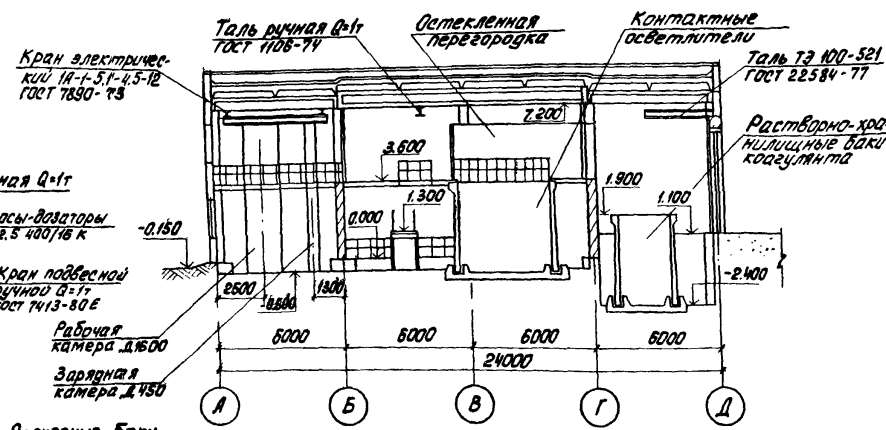 Таль ручная Q=1т
ГОСТ 1106-74
Остекленная
перегородка
Контактные
осветлители
Кран электричес-
кий 1А-1-5,1-4,5-12
ГОСТ 7890-73
Таль ТЭ 100-521
ГОСТ 22584-77
7.200
Растворно-хра-
нилищные баки
коагулянта
3.600
ная Q=1т
1.900
1.300
1.100
0.000
осы-дозаторы
2.5 400/16 К
-0.150
Кран подвесной
ручной Q=1т
ГОСТ 7413-80Е
-2.400
2500
1300
Рабочая
камера Д1600
6000
6000
6000
6000
24000
Зарядная
камера Д450
А
Б
В
Г
Д